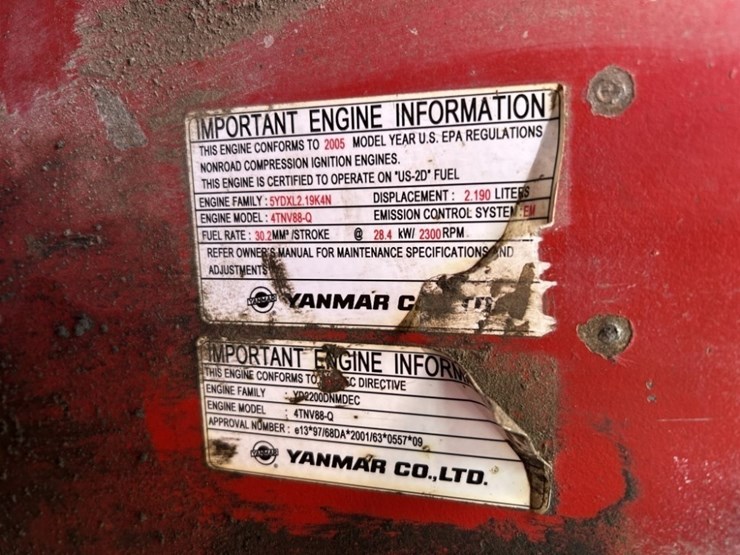 IMPORTANT ENGINE INFORMATION
THIS ENGINE CONFORMS TO 2005 MODEL YEAR U.S. EPA REGULATIONS
NONROAD COMPRESSION IGNITION ENGINES.
THIS ENGINE IS CERTIFIED TO OPERATE ON "US-2D" FUEL
ENGINE FAMILY : 5YDXL2.19K4N DISPLACEMENT : 2.190 LITERS
ENGINE MODEL : 4TNV88-Q EMISSION CONTROL SYSTEM : EM
FUEL RATE : 30.2 MM³ /STROKE @ 28.4 kW/ 2300 RPM
REFER OWNER'S MANUAL FOR MAINTENANCE SPECIFICATIONS AND
ADJUSTMENTS
YANMAR
IMPORTANT ENGINE INFORM
THIS ENGINE CONFORMS TO DIRECTIVE
ENGINE FAMILY YD2200DNMDEC
ENGINE MODEL : 4TNV88-Q
APPROVAL NUMBER : e13*97/68DA*2001/63*0557*09
YANMAR CO.,LTD.